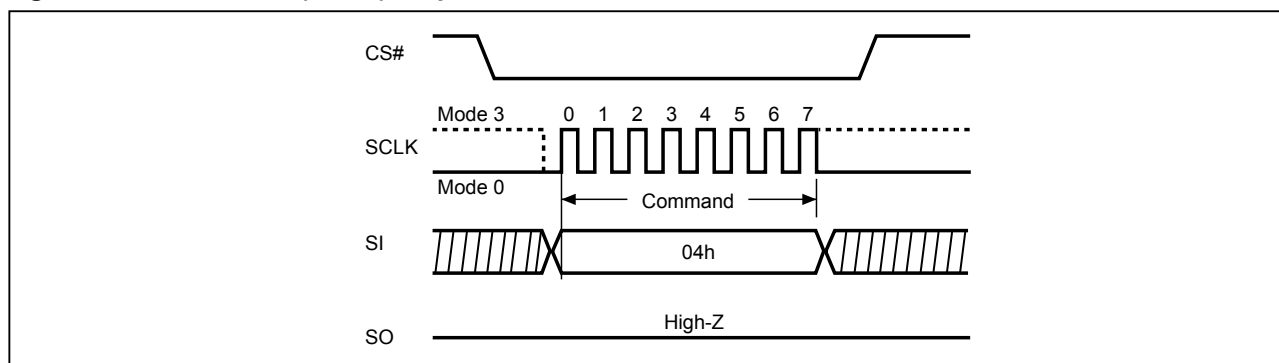 CS#
Mode 3
0 1 2 3 4 5 6 7
SCLK
Mode 0
Command
SI
04h
High-Z
SO